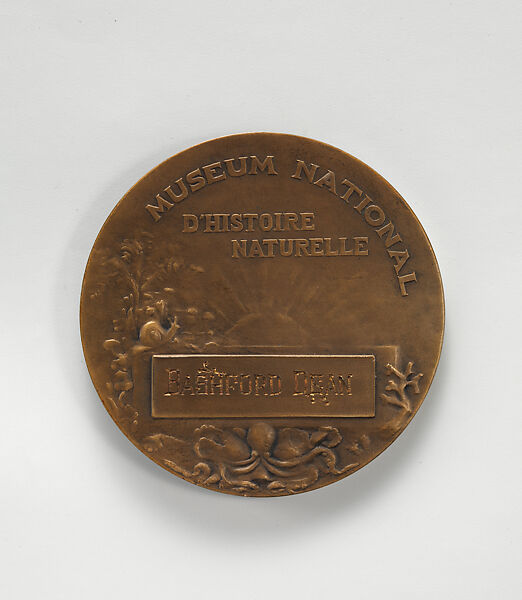 MUSEUM NATIONAL
D'HISTOIRE
NATURELLE
BASHFORD DEAN